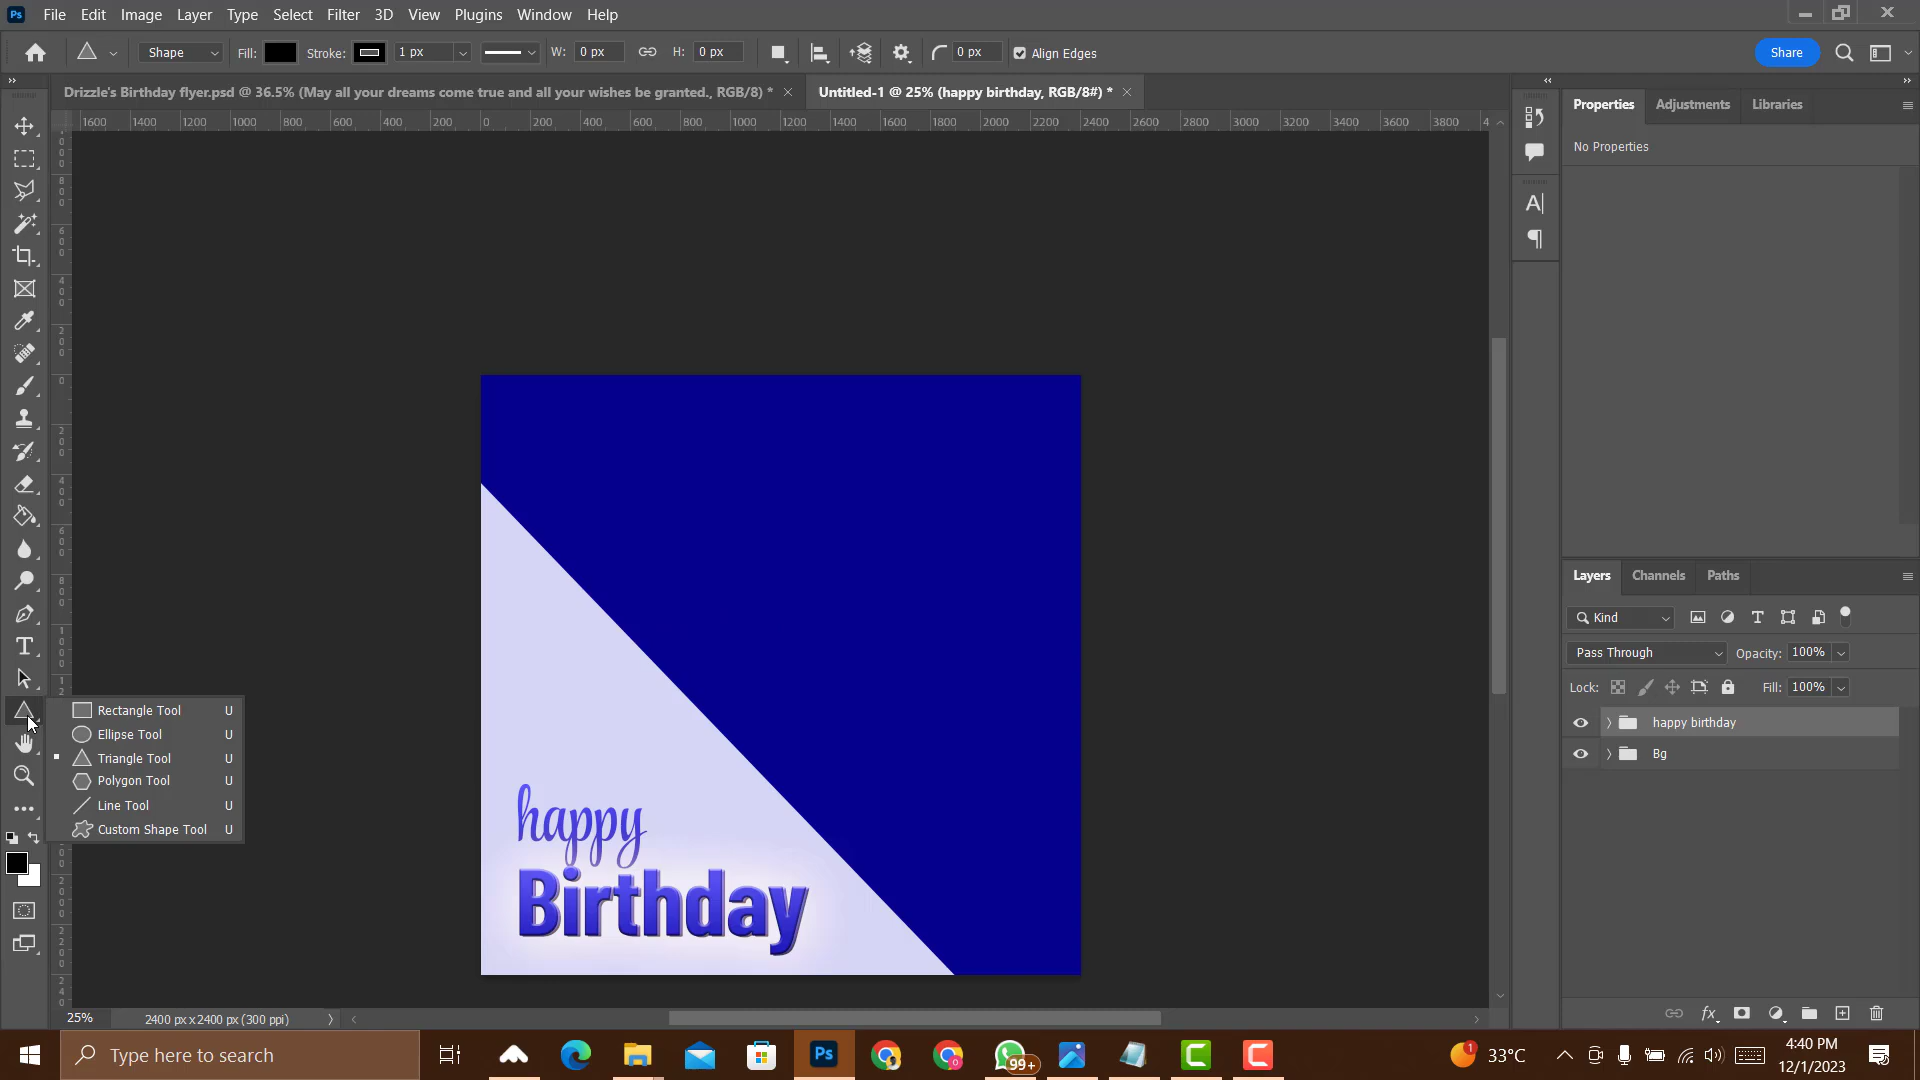 Ps File Edit Image Layer Type Select Filter 3D View Plugins Window Help
Shape Fill: Stroke: 1 px W: 0 px H: 0 px 0 px Align Edges Share
Drizzle's Birthday flyer.psd @ 36.5% (May all your dreams come true and all your wishes be granted., RGB/8) * Untitled-1 @ 25% (happy birthday, RGB/8#) *
1600 1400 1200 1000 800 600 400 200 0 200 400 600 800 1000 1200 1400 1600 1800 2000 2200 2400 2600 2800 3000 3200 3400 3600 3800 4
Properties Adjustments Libraries
No Properties
Layers Channels Paths
Kind
Pass Through Opacity: 100%
Lock: Fill: 100%
happy birthday
Bg
Rectangle Tool U
Ellipse Tool U
Triangle Tool U
Polygon Tool U
Line Tool U
Custom Shape Tool U
happy
Birthday
25% 2400 px x 2400 px (300 ppi)
Type here to search
Ps
99+
1
33°C
4:40 PM
12/1/2023